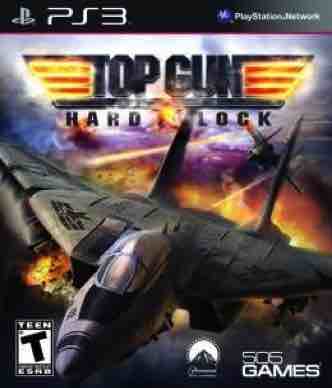 PS3
PlayStation Network
TOP GUN
HARD LOCK
TEEN
T
ESRB
505
GAMES